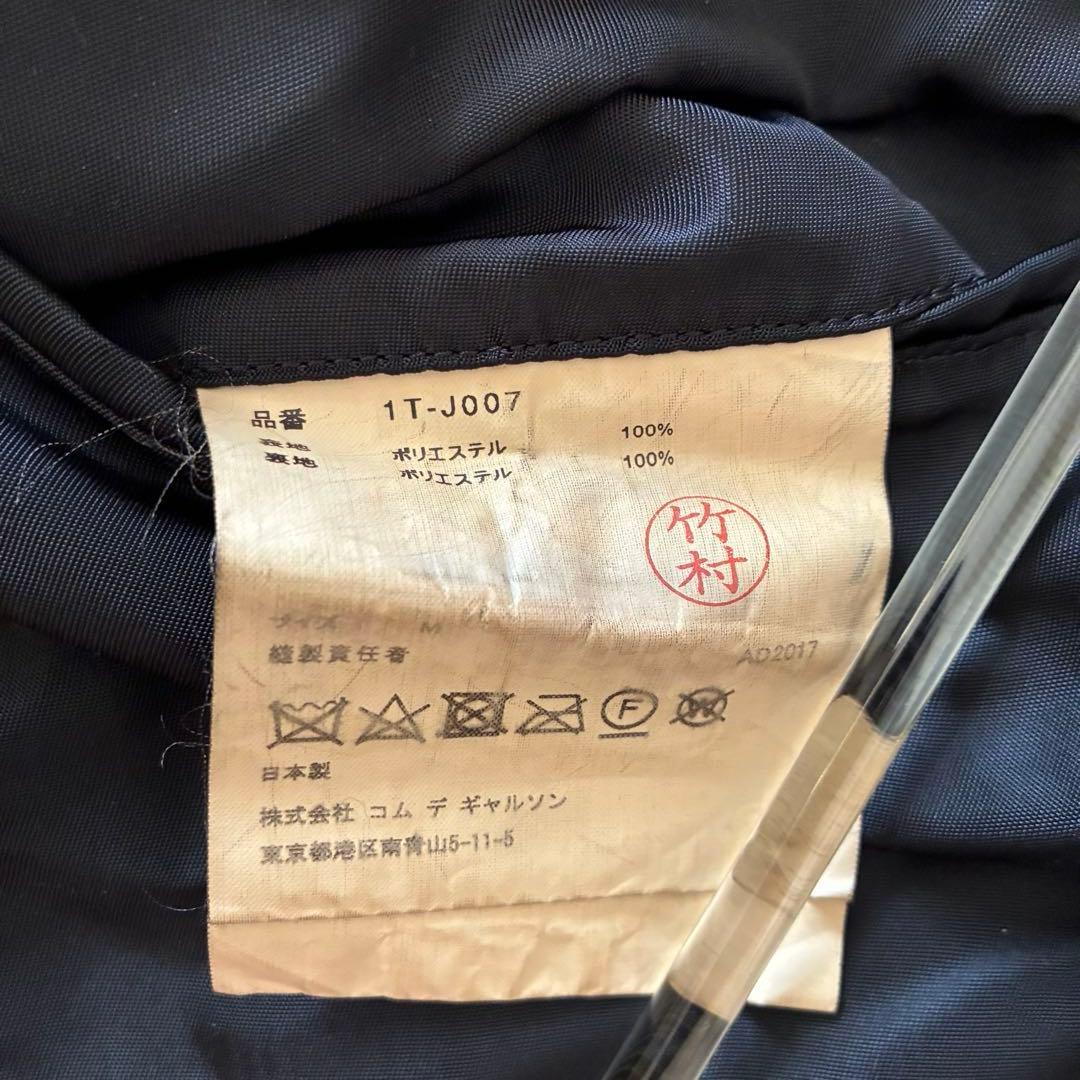 品番 1T-J007
表地 ポリエステル 100%
裏地 ポリエステル 100%
竹村
サイズ M
縫製責任者 AD2017
F
W
日本製
株式会社 コム デ ギャルソン
東京都港区南青山5-11-5